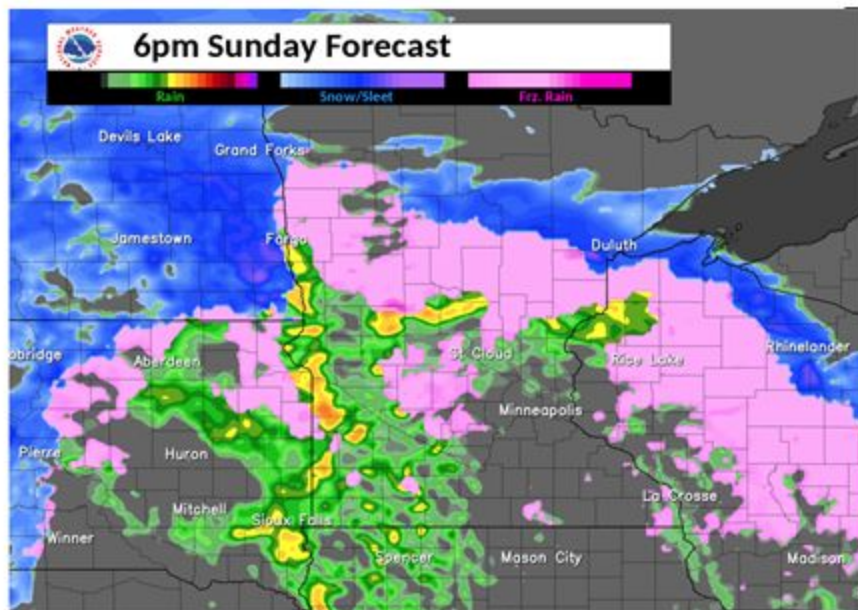 6pm Sunday Forecast
Rain
Snow/Sleet
Frz. Rain
Devils Lake
Grand Forks
Jamestown
Fargo
Duluth
obridge
Aberdeen
St Cloud
Rice Lake
Rhinelander
Minneapolis
Pierre
Huron
Mitchell
La Crosse
Sioux Falls
Winner
Spencer
Mason City
Madison